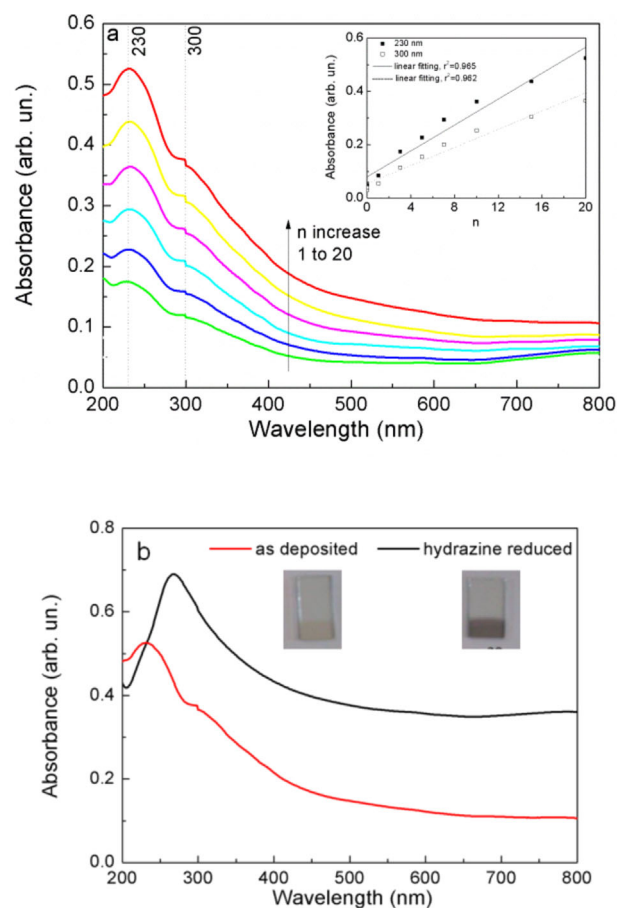 a
230
300
0.6
0.5
0.4
0.3
0.2
0.1
0.0
Absorbance (arb. un.)
200 300 400 500 600 700 800
Wavelength (nm)
n increase
1 to 20
0.6
0.4
0.2
0.0
Absorbance (arb. un.)
230 nm
300 nm
linear fitting, r²=0.965
linear fitting, r²=0.962
0 4 8 12 16 20
n
b
as deposited
hydrazine reduced
0.8
0.6
0.4
0.2
0.0
Absorbance (arb. un.)
200 300 400 500 600 700 800
Wavelength (nm)